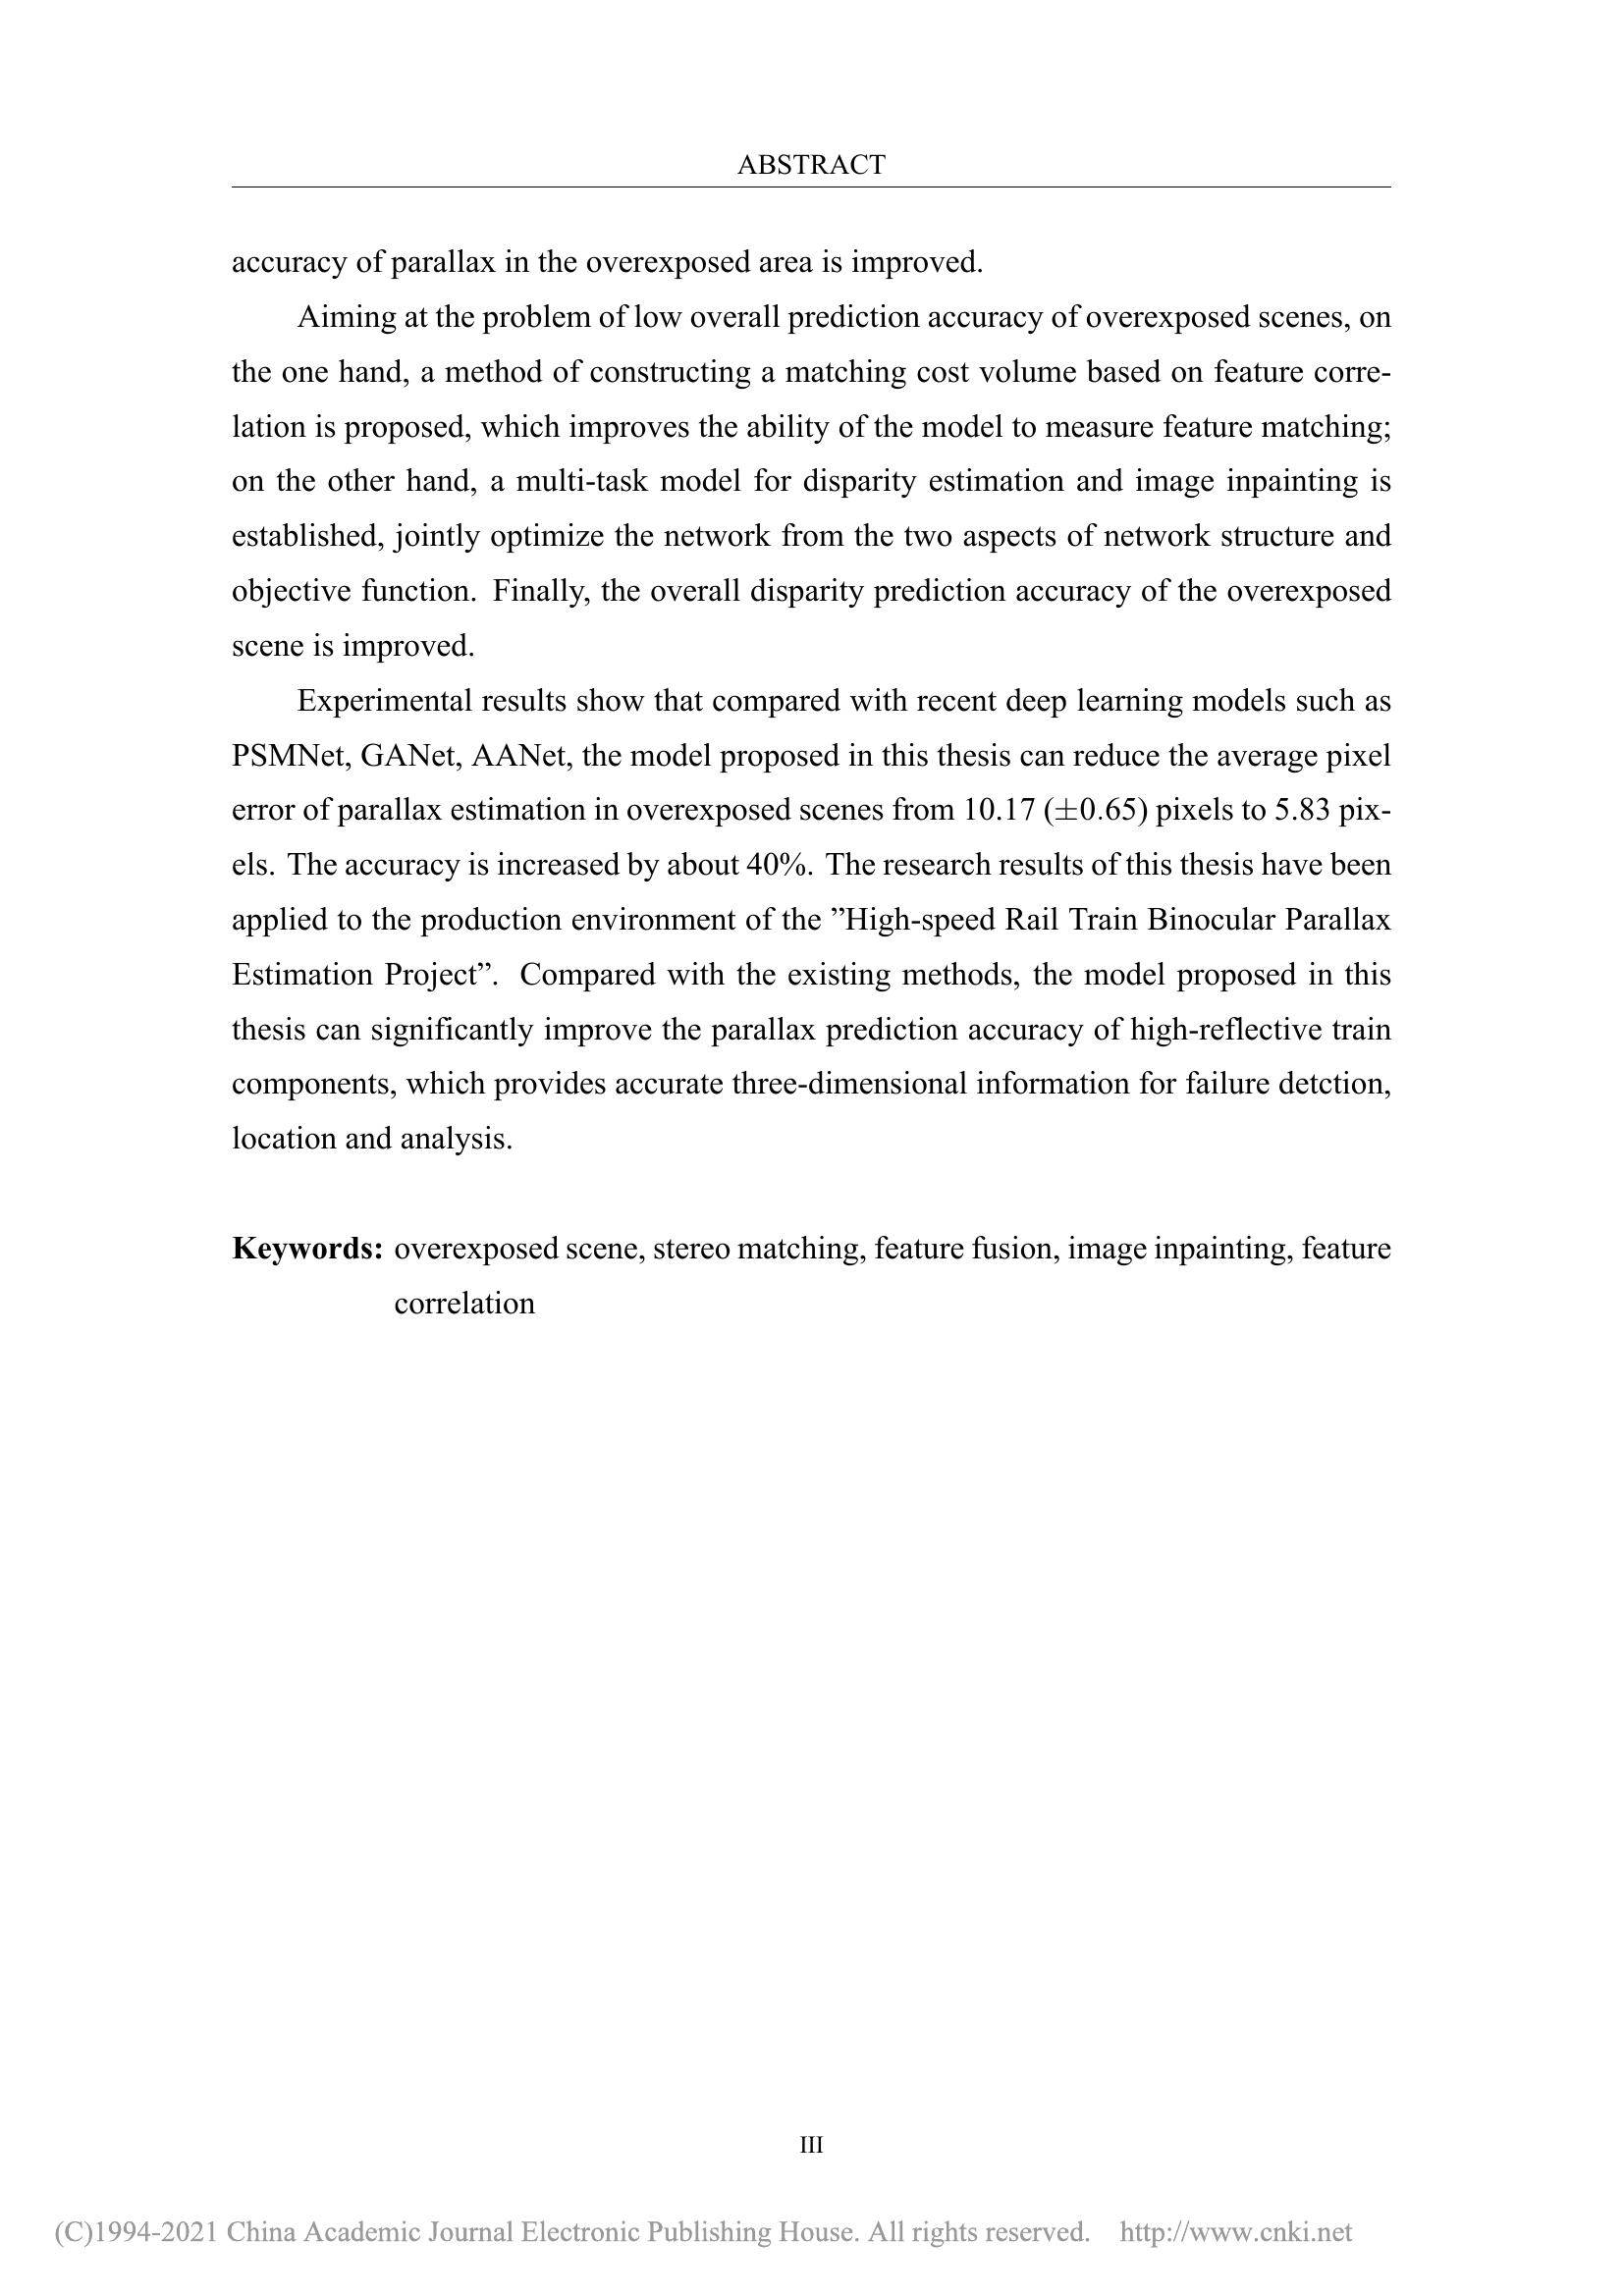 ABSTRACT
accuracy of parallax in the overexposed area is improved.
Aiming at the problem of low overall prediction accuracy of overexposed scenes, on
the one hand, a method of constructing a matching cost volume based on feature corre-
lation is proposed, which improves the ability of the model to measure feature matching;
on the other hand, a multi-task model for disparity estimation and image inpainting is
established, jointly optimize the network from the two aspects of network structure and
objective function. Finally, the overall disparity prediction accuracy of the overexposed
scene is improved.
Experimental results show that compared with recent deep learning models such as
PSMNet, GANet, AANet, the model proposed in this thesis can reduce the average pixel
error of parallax estimation in overexposed scenes from 10.17 (±0.65) pixels to 5.83 pix-
els. The accuracy is increased by about 40%. The research results of this thesis have been
applied to the production environment of the ”High-speed Rail Train Binocular Parallax
Estimation Project”. Compared with the existing methods, the model proposed in this
thesis can significantly improve the parallax prediction accuracy of high-reflective train
components, which provides accurate three-dimensional information for failure detction,
location and analysis.
Keywords: overexposed scene, stereo matching, feature fusion, image inpainting, feature
correlation
III
(C)1994-2021 China Academic Journal Electronic Publishing House. All rights reserved. http://www.cnki.net